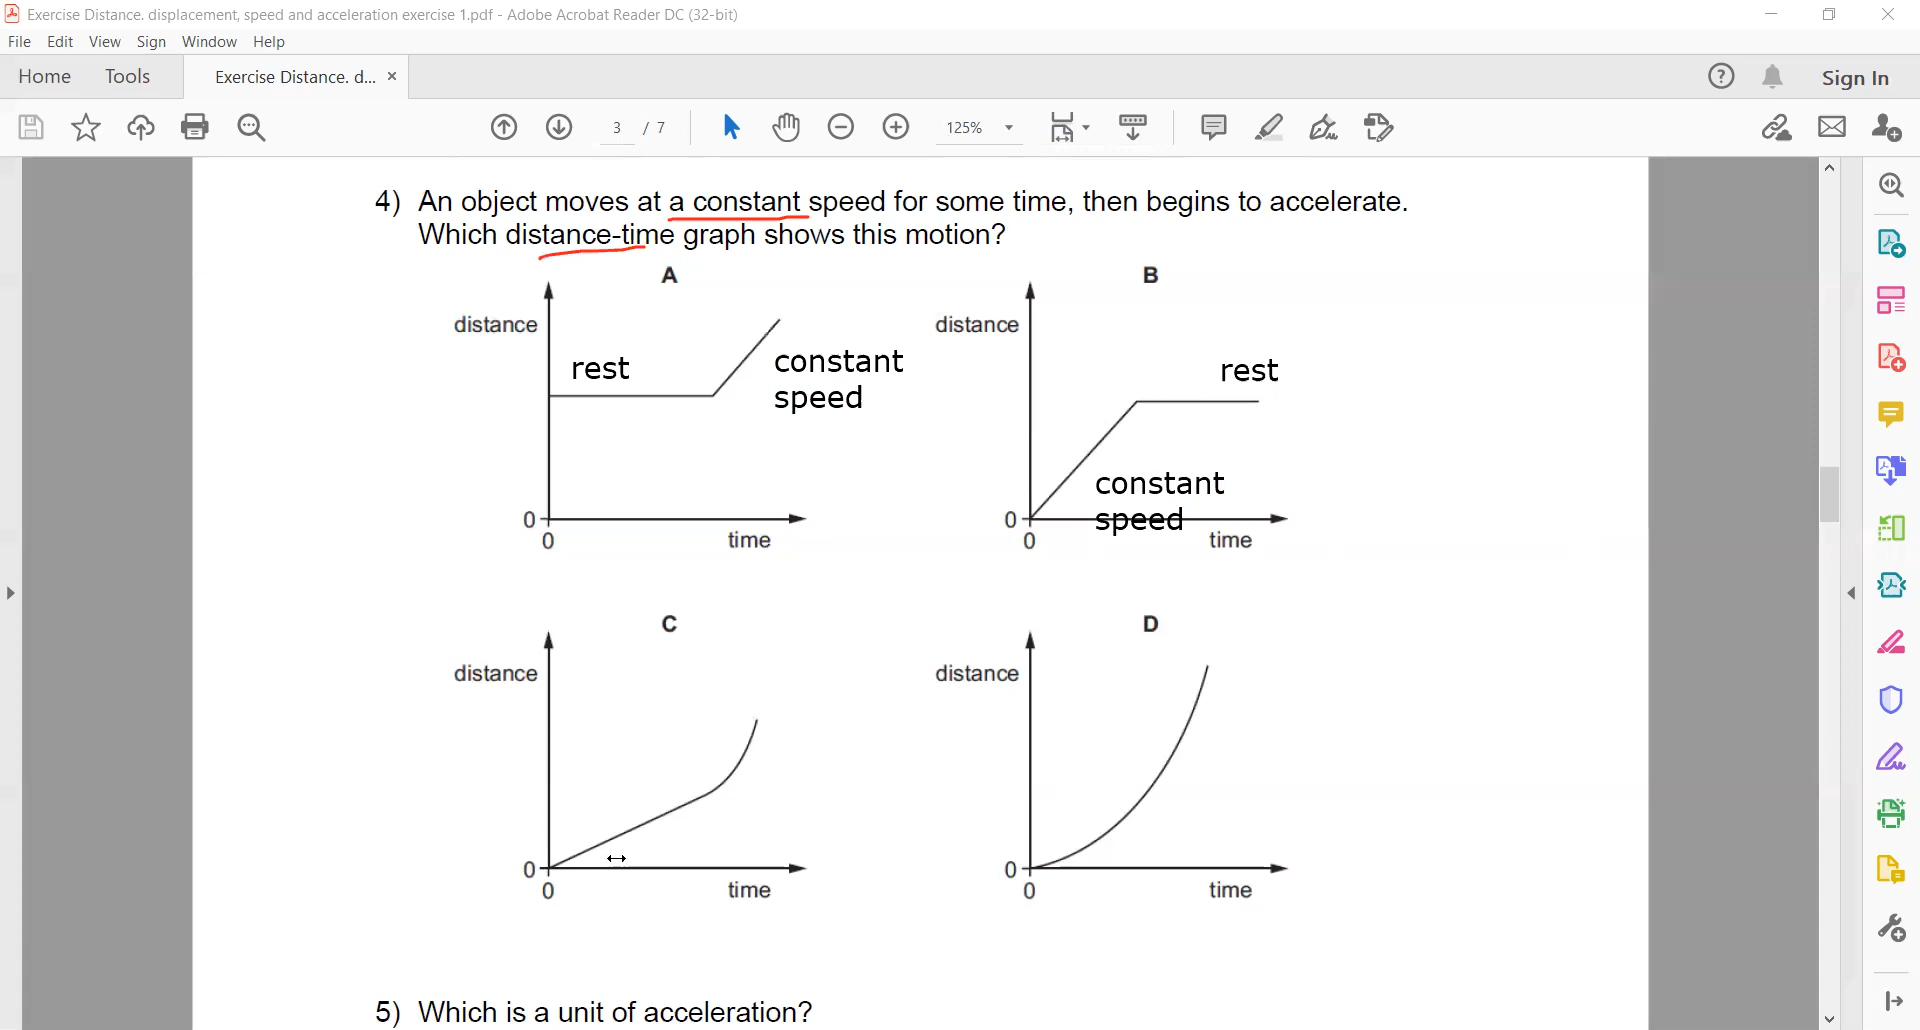 Exercise Distance. displacement, speed and acceleration exercise 1.pdf - Adobe Acrobat Reader DC (32-bit)
File Edit View Sign Window Help
Home Tools Exercise Distance. d... × ? Sign In
3 / 7 125%
4) An object moves at a constant speed for some time, then begins to accelerate.
Which distance-time graph shows this motion?
A
distance
rest
constant
speed
0
0
time
B
distance
rest
constant
speed
0
0
time
C
distance
0
0
time
D
distance
0
0
time
5) Which is a unit of acceleration?